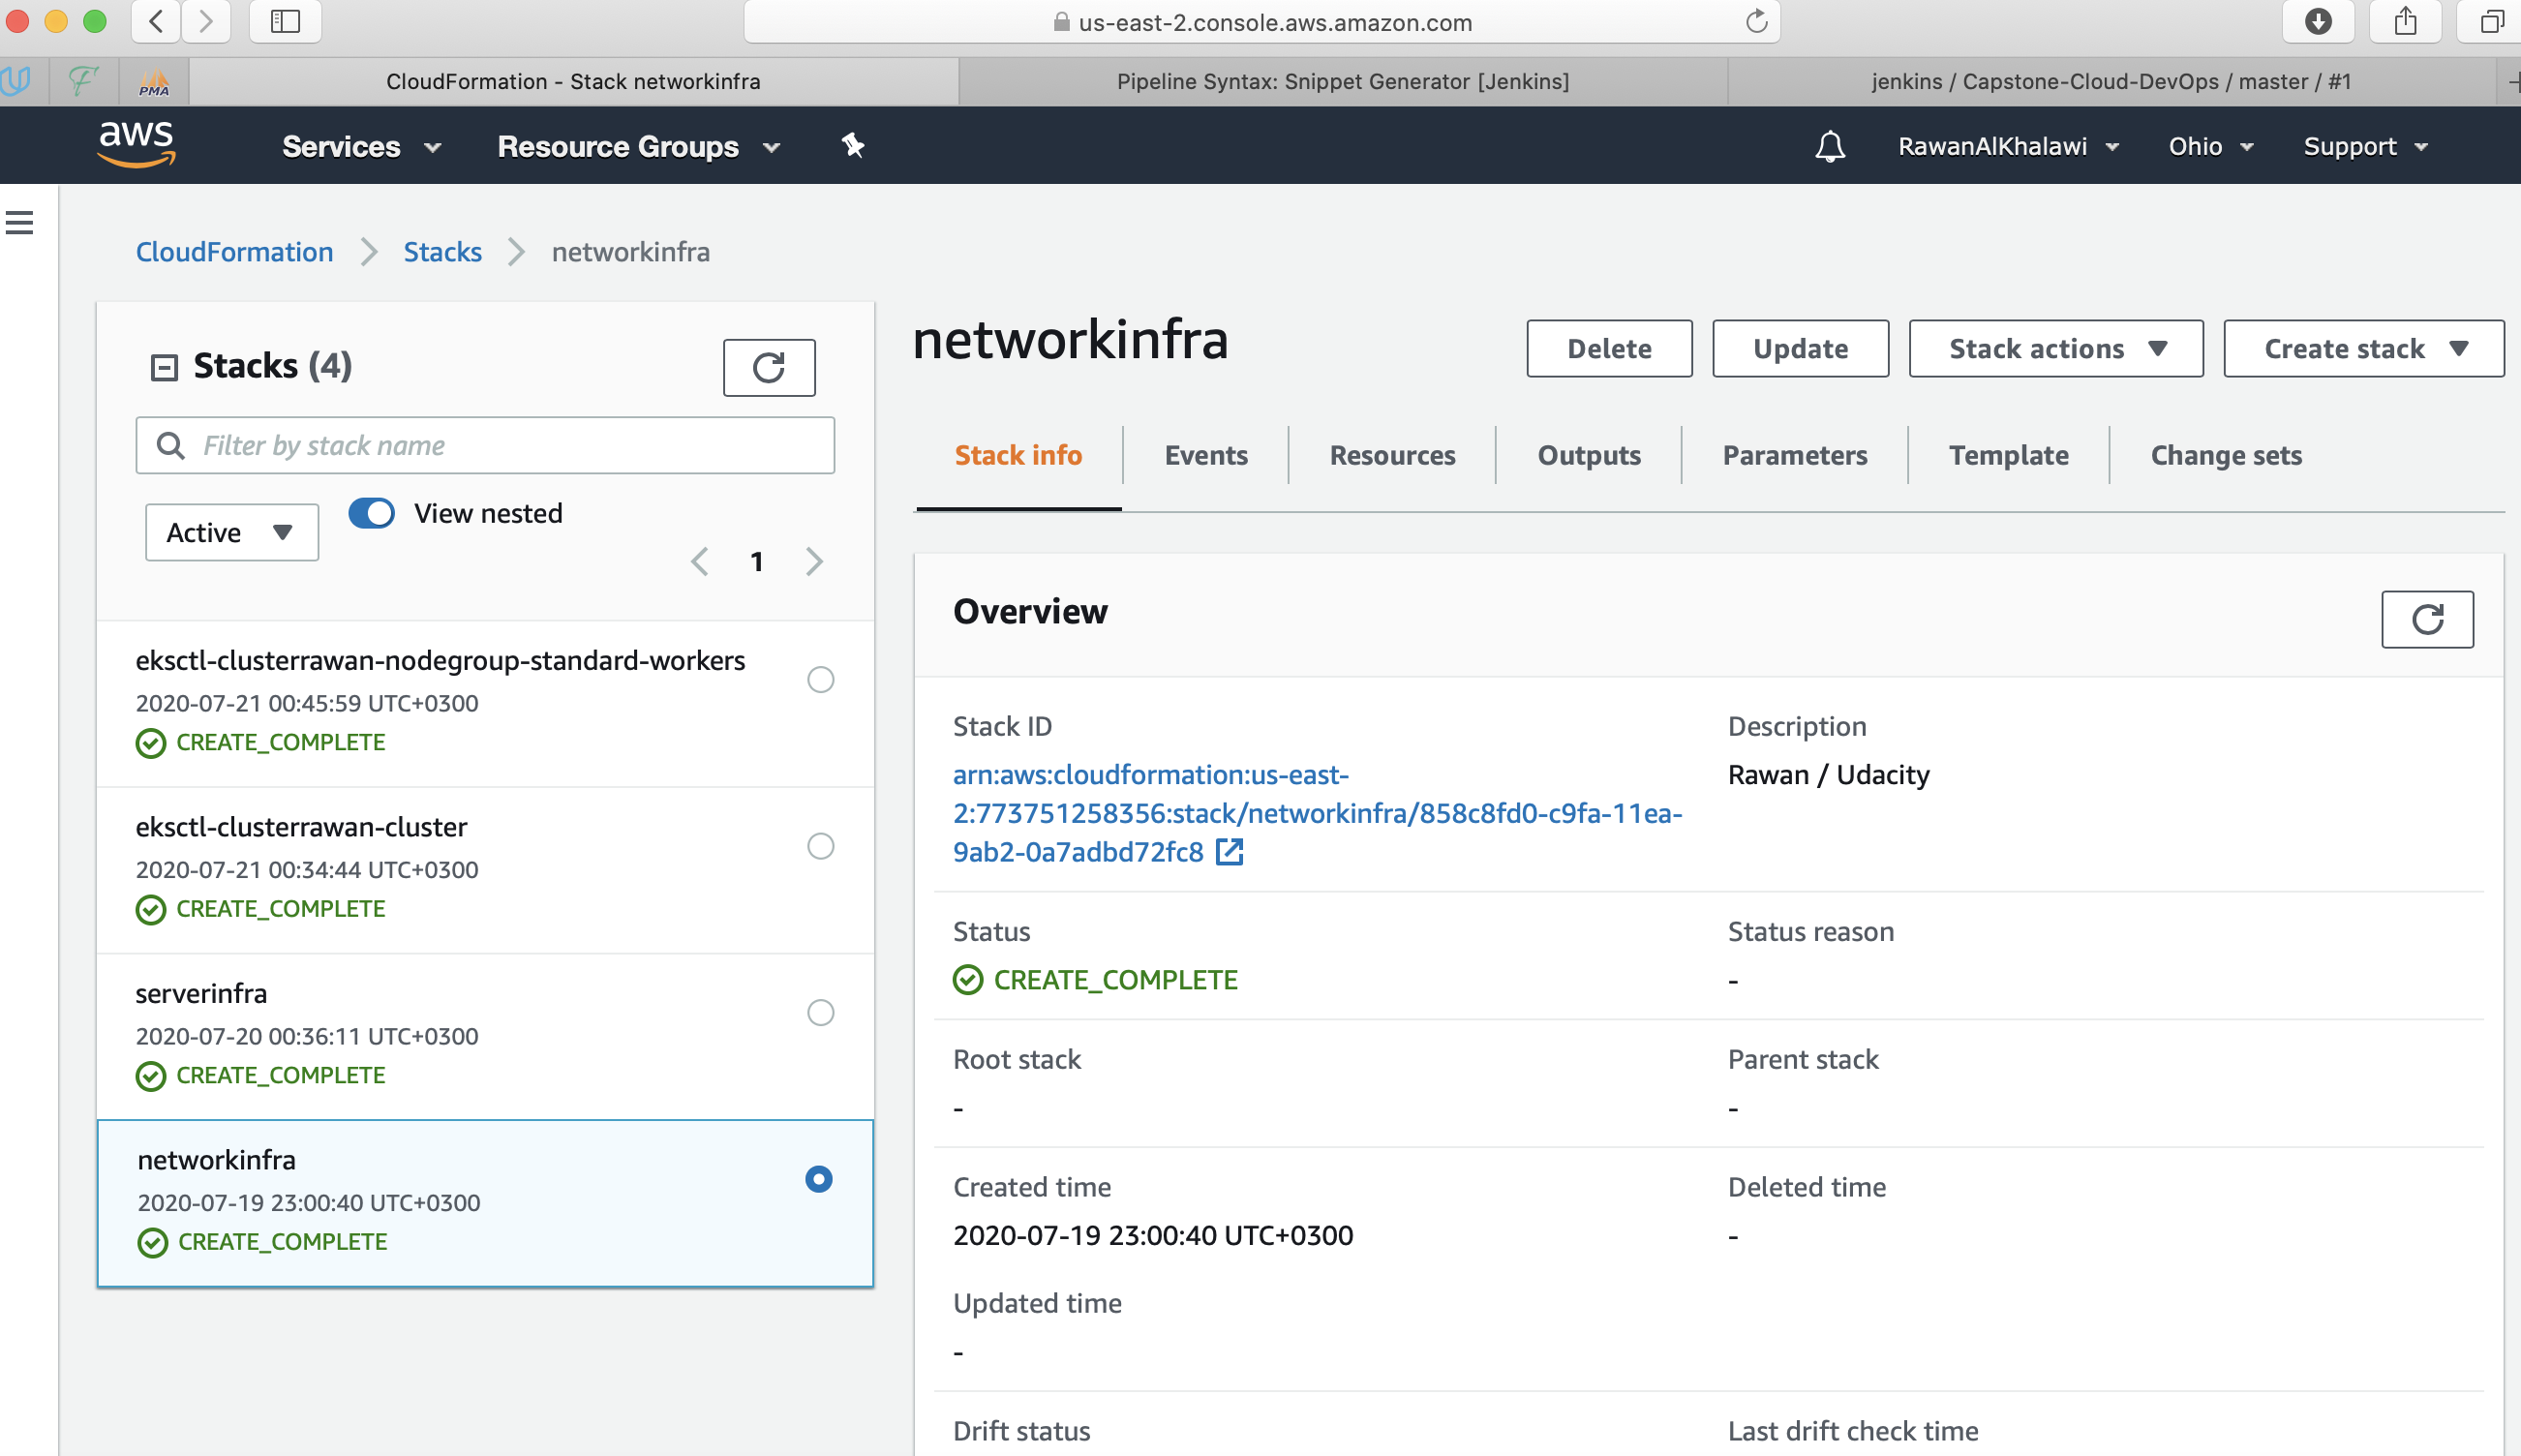 us-east-2.console.aws.amazon.com
PMA
CloudFormation - Stack networkinfra
Pipeline Syntax: Snippet Generator [Jenkins]
jenkins / Capstone-Cloud-DevOps / master / #1
aws
Services
Resource Groups
RawanAlKhalawi
Ohio
Support
CloudFormation
Stacks
networkinfra
Stacks (4)
Filter by stack name
Active
View nested
1
eksctl-clusterrawan-nodegroup-standard-workers
2020-07-21 00:45:59 UTC+0300
CREATE_COMPLETE
eksctl-clusterrawan-cluster
2020-07-21 00:34:44 UTC+0300
CREATE_COMPLETE
serverinfra
2020-07-20 00:36:11 UTC+0300
CREATE_COMPLETE
networkinfra
2020-07-19 23:00:40 UTC+0300
CREATE_COMPLETE
networkinfra
Delete
Update
Stack actions
Create stack
Stack info
Events
Resources
Outputs
Parameters
Template
Change sets
Overview
Stack ID
arn:aws:cloudformation:us-east-
2:773751258356:stack/networkinfra/858c8fd0-c9fa-11ea-
9ab2-0a7adbd72fc8
Description
Rawan / Udacity
Status
CREATE_COMPLETE
Status reason
-
Root stack
-
Parent stack
-
Created time
2020-07-19 23:00:40 UTC+0300
Deleted time
-
Updated time
-
Drift status
Last drift check time